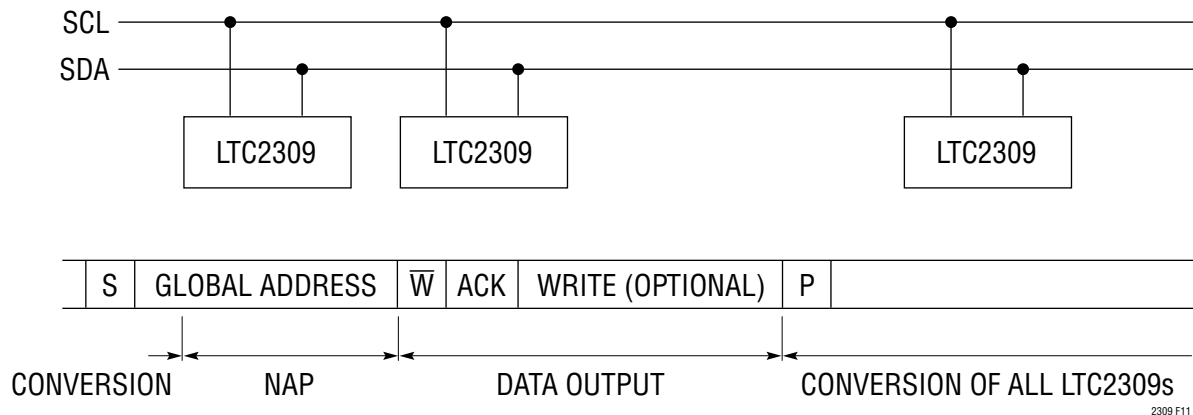 SCL
SDA
LTC2309 LTC2309 LTC2309
S GLOBAL ADDRESS W̅ ACK WRITE (OPTIONAL) P
CONVERSION NAP DATA OUTPUT CONVERSION OF ALL LTC2309s
2309 F11